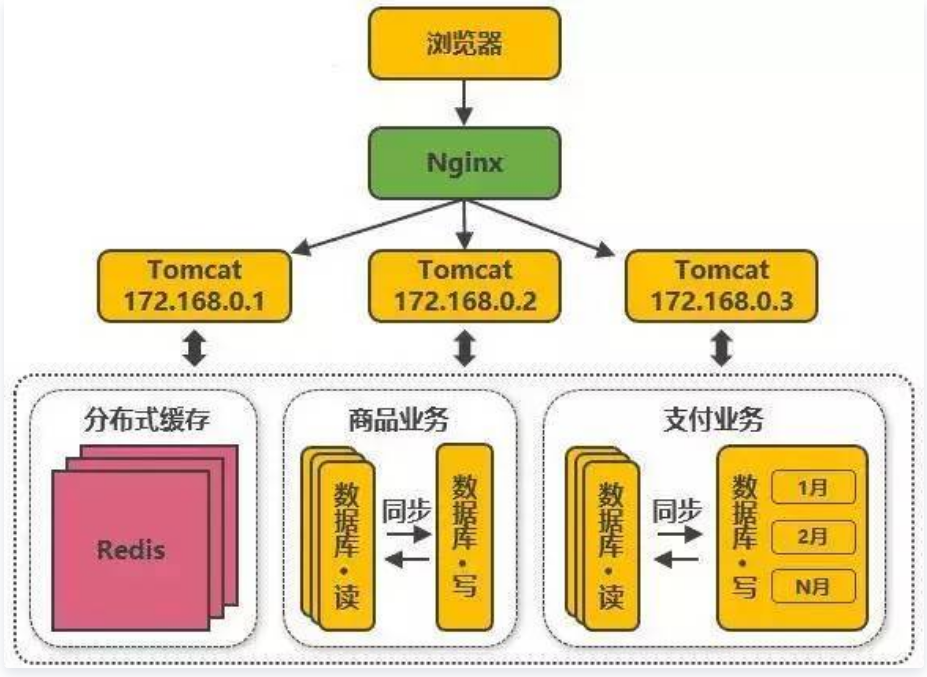 浏览器
Nginx
Tomcat
172.168.0.1
Tomcat
172.168.0.2
Tomcat
172.168.0.3
分布式缓存
Redis
商品业务
数据库·读
同步
数据库·写
支付业务
数据库·读
同步
数据库·写
1月
2月
N月